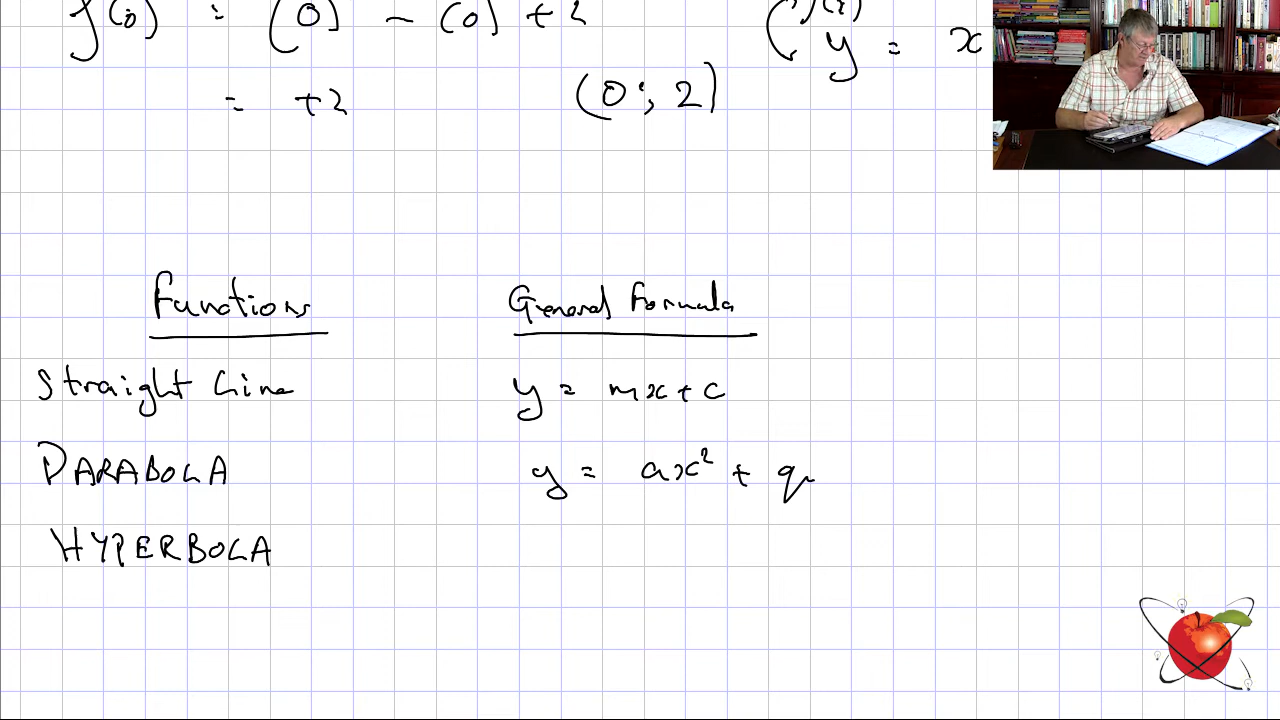 f(0) = (0) - (0) + 2
y = x
= +2 (0; 2)
Functions General Formula
Straight Line y = mx + c
PARABOLA y = ax² + q
HYPERBOLA